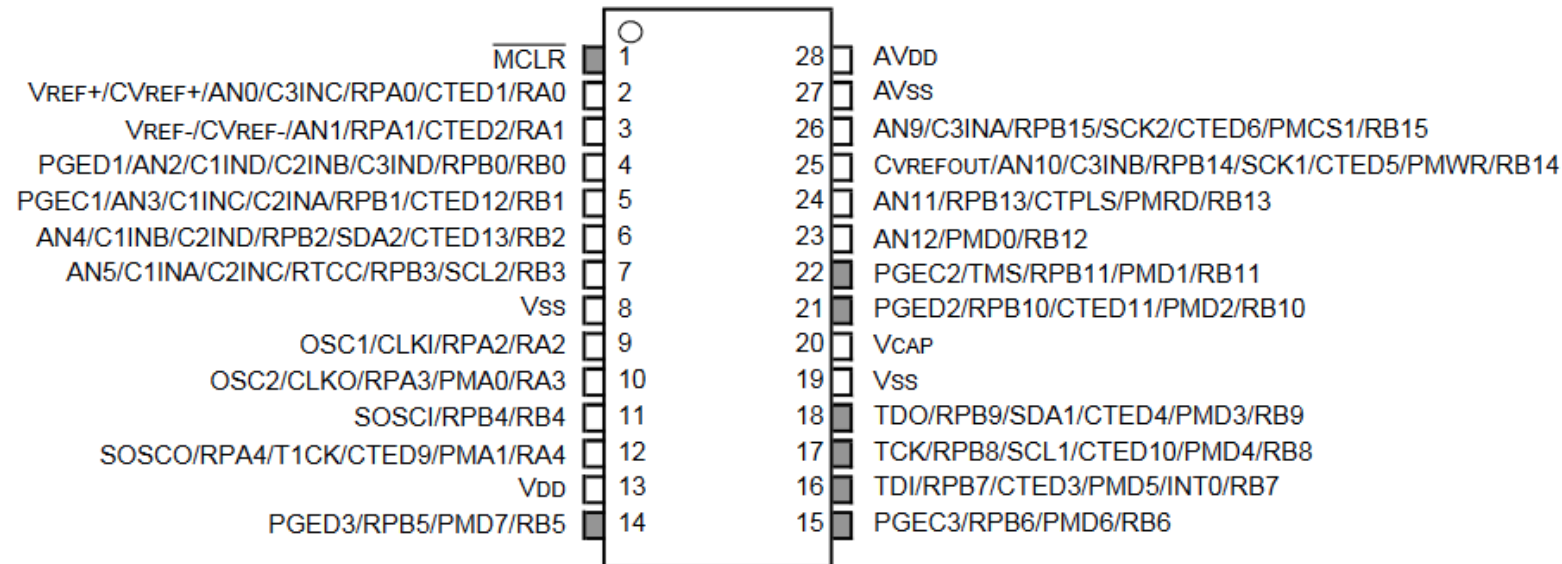 MCLR 1 28 AVDD
VREF+/CVREF+/AN0/C3INC/RPA0/CTED1/RA0 2 27 AVSS
VREF-/CVREF-/AN1/RPA1/CTED2/RA1 3 26 AN9/C3INA/RPB15/SCK2/CTED6/PMCS1/RB15
PGED1/AN2/C1IND/C2INB/C3IND/RPB0/RB0 4 25 CVREFOUT/AN10/C3INB/RPB14/SCK1/CTED5/PMWR/RB14
PGEC1/AN3/C1INC/C2INA/RPB1/CTED12/RB1 5 24 AN11/RPB13/CTPLS/PMRD/RB13
AN4/C1INB/C2IND/RPB2/SDA2/CTED13/RB2 6 23 AN12/PMD0/RB12
AN5/C1INA/C2INC/RTCC/RPB3/SCL2/RB3 7 22 PGEC2/TMS/RPB11/PMD1/RB11
VSS 8 21 PGED2/RPB10/CTED11/PMD2/RB10
OSC1/CLKI/RPA2/RA2 9 20 VCAP
OSC2/CLKO/RPA3/PMA0/RA3 10 19 VSS
SOSCI/RPB4/RB4 11 18 TDO/RPB9/SDA1/CTED4/PMD3/RB9
SOSCO/RPA4/T1CK/CTED9/PMA1/RA4 12 17 TCK/RPB8/SCL1/CTED10/PMD4/RB8
VDD 13 16 TDI/RPB7/CTED3/PMD5/INT0/RB7
PGED3/RPB5/PMD7/RB5 14 15 PGEC3/RPB6/PMD6/RB6